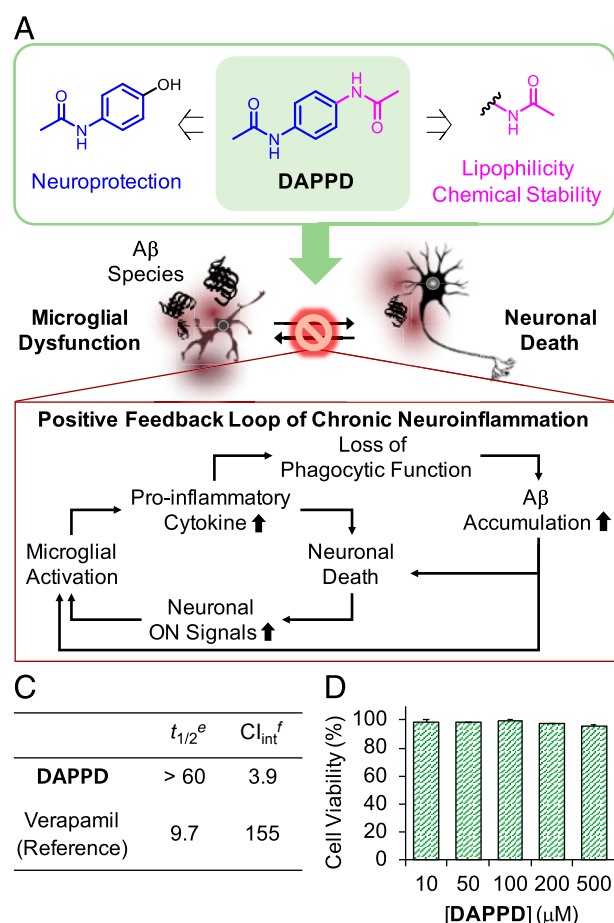 A
O
N
H
OH
Neuroprotection
O
N
H
H
N
O
DAPPD
N
H
O
Lipophilicity
Chemical Stability
Aβ
Species
Microglial
Dysfunction
Neuronal
Death
Positive Feedback Loop of Chronic Neuroinflammation
Loss of
Phagocytic Function
Pro-inflammatory
Cytokine
Aβ
Accumulation
Microglial
Activation
Neuronal
Death
Neuronal
ON Signals
C
t1/2e Clintf
DAPPD > 60 3.9
Verapamil
(Reference) 9.7 155
D
Cell Viability (%)
100
80
60
40
20
0
10 50 100 200 500
[DAPPD] (μM)